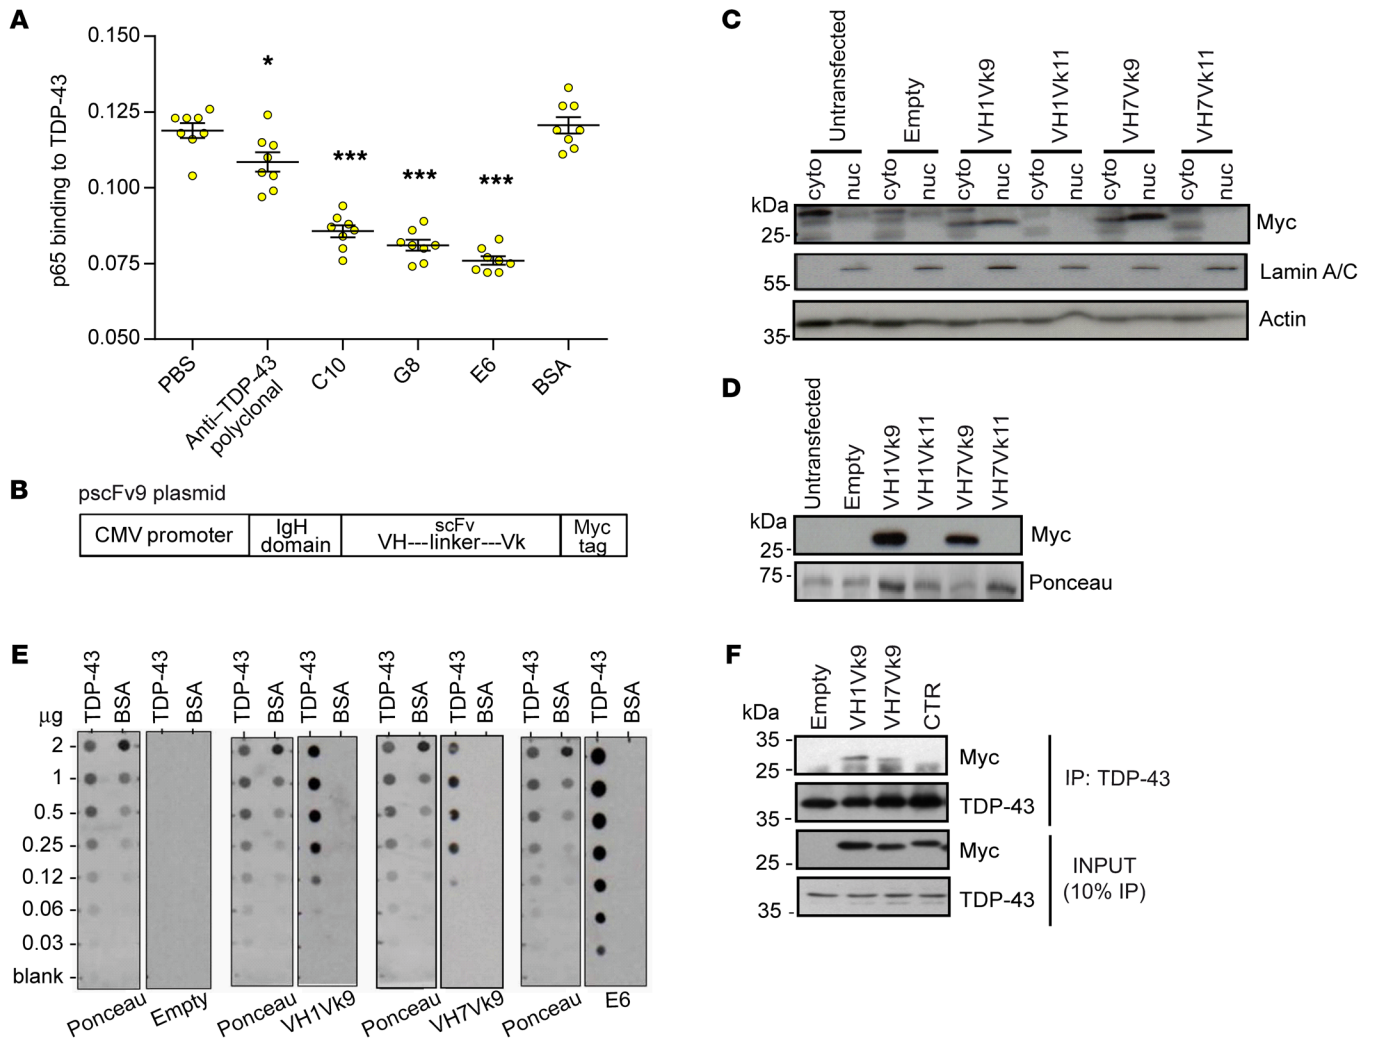 A
p65 binding to TDP-43
0.150
0.125
0.100
0.075
0.050
*
***
***
***
PBS
Anti–TDP-43
polyclonal
C10
G8
E6
BSA
B
pscFv9 plasmid
CMV promoter
IgH
domain
scFv
VH---linker---Vk
Myc
tag
C
Untransfected
Empty
VH1Vk9
VH1Vk11
VH7Vk9
VH7Vk11
cyto nuc cyto nuc cyto nuc cyto nuc cyto nuc cyto nuc
kDa
25-
Myc
55-
Lamin A/C
35-
Actin
D
Untransfected
Empty
VH1Vk9
VH1Vk11
VH7Vk9
VH7Vk11
kDa
25-
Myc
75-
Ponceau
E
TDP-43 BSA TDP-43 BSA TDP-43 BSA TDP-43 BSA TDP-43 BSA TDP-43 BSA TDP-43 BSA TDP-43 BSA
µg
2 -
1 -
0.5 -
0.25 -
0.12 -
0.06 -
0.03 -
blank -
Ponceau Empty Ponceau VH1Vk9 Ponceau VH7Vk9 Ponceau E6
F
Empty
VH1Vk9
VH7Vk9
CTR
kDa
35 -
25 -
Myc
35 -
TDP-43
IP: TDP-43
25 -
Myc
35 -
TDP-43
INPUT
(10% IP)